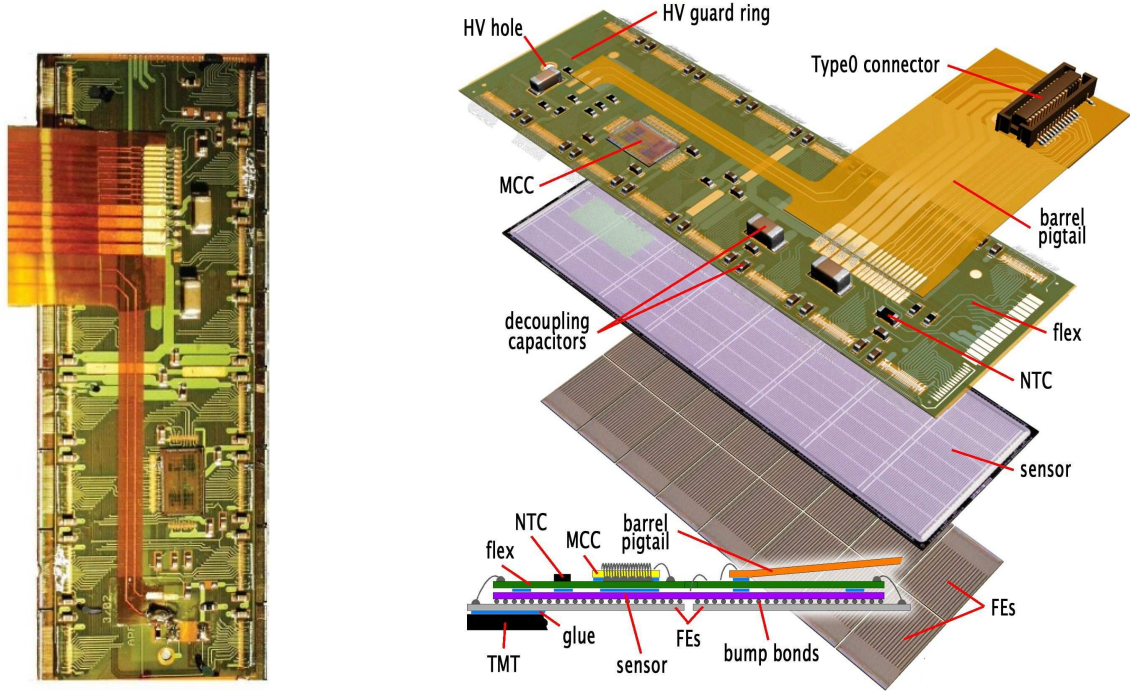 HV hole
HV guard ring
Type0 connector
MCC
barrel
pigtail
decoupling
capacitors
flex
NTC
sensor
NTC
flex
MCC
barrel
pigtail
FEs
glue
TMT
sensor
FEs
bump bonds